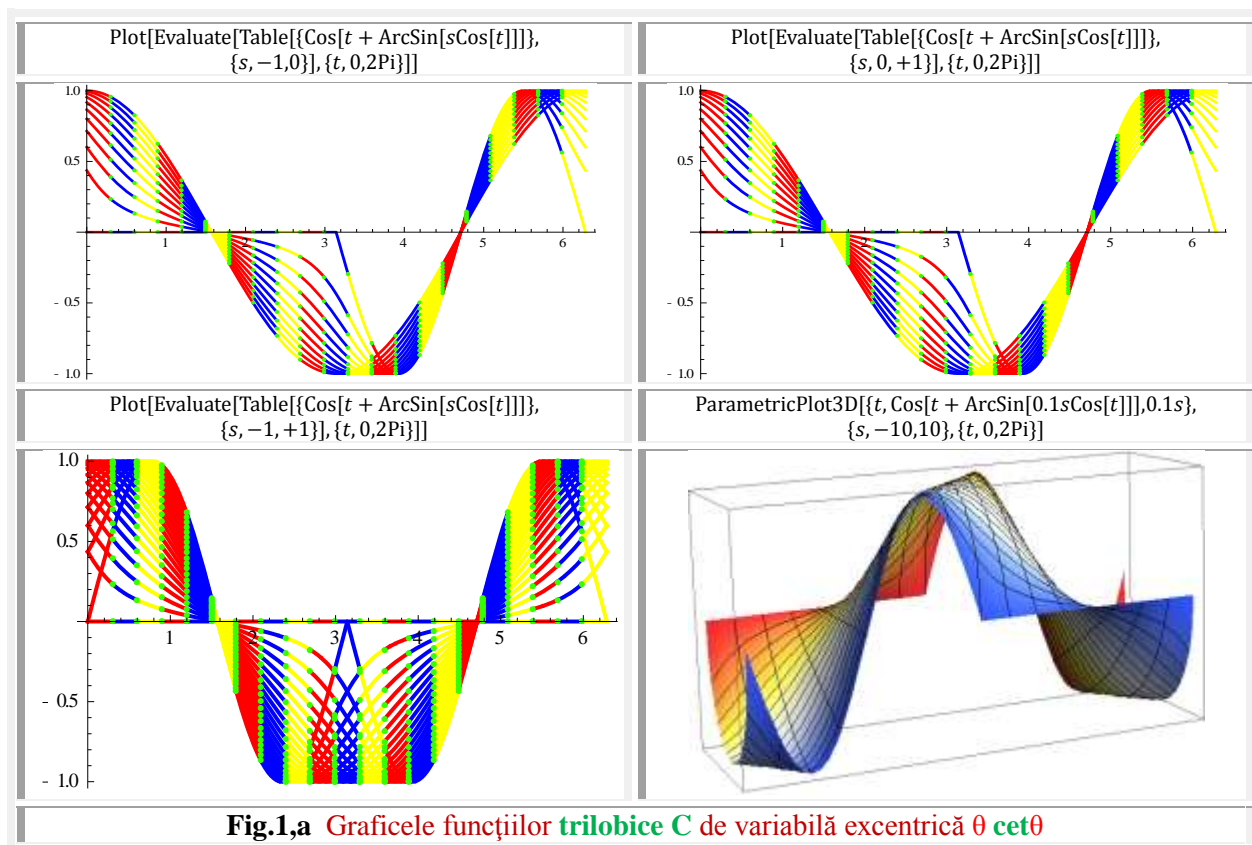 Plot[Evaluate[Table[{Cos[t + ArcSin[sCos[t]]]},
{s, −1,0}],{t, 0,2Pi}]]
Plot[Evaluate[Table[{Cos[t + ArcSin[sCos[t]]]},
{s, 0, +1}],{t, 0,2Pi}]]
1.0
0.5
1 2 3 4 5 6
- 0.5
- 1.0
1.0
0.5
1 2 3 4 5 6
- 0.5
- 1.0
Plot[Evaluate[Table[{Cos[t + ArcSin[sCos[t]]]},
{s, −1, +1}],{t, 0,2Pi}]]
ParametricPlot3D[{t, Cos[t + ArcSin[0.1sCos[t]]],0.1s},
{s, −10,10}, {t, 0,2Pi}]
1.0
0.5
1 2 3 4 5 6
- 0.5
- 1.0
Fig.1,a Graficele funcţiilor trilobice C de variabilă excentrică θ cetθ